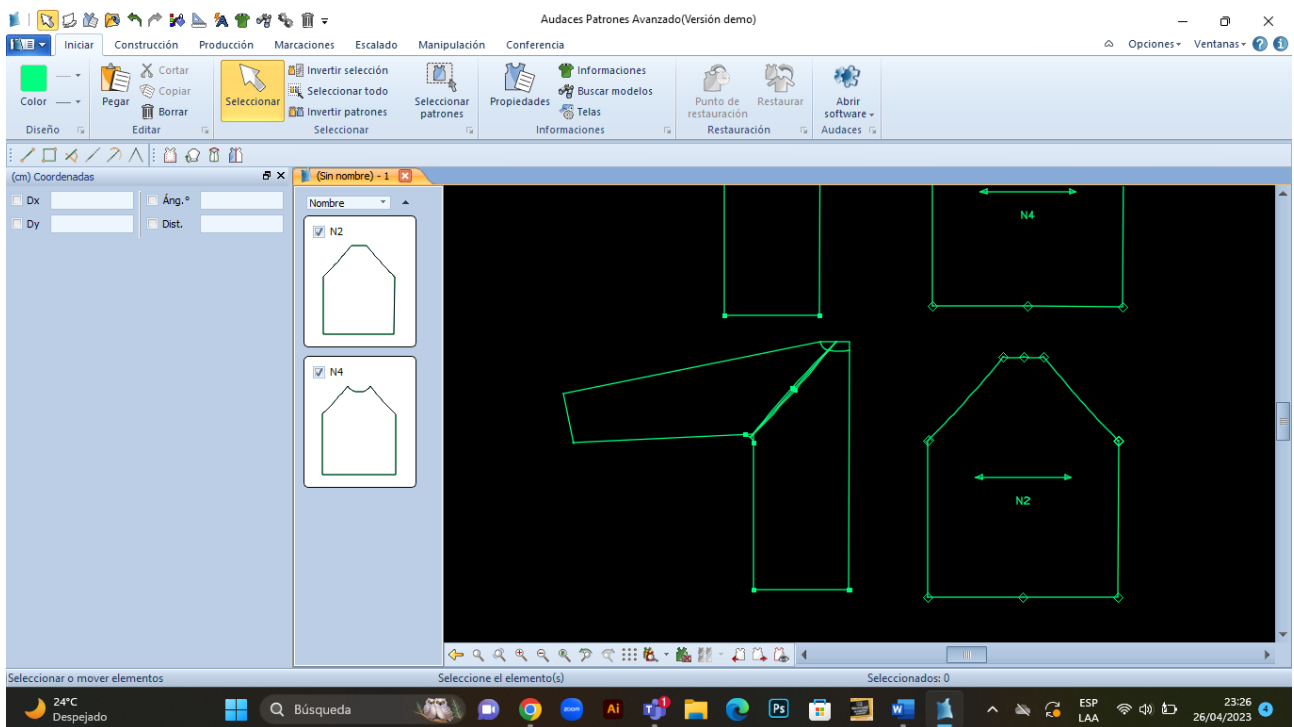 Audaces Patrones Avanzado(Versión demo)
Iniciar Construcción Producción Marcaciones Escalado Manipulación Conferencia Opciones Ventanas
Color
Diseño
Pegar
Cortar
Copiar
Borrar
Editar
Seleccionar
Invertir selección
Seleccionar todo
Invertir patrones
Seleccionar
Seleccionar patrones
Propiedades
Informaciones
Buscar modelos
Telas
Informaciones
Punto de restauración
Restaurar
Restauración
Abrir software
Audaces
(cm) Coordenadas
Dx Áng.°
Dy Dist.
(Sin nombre) - 1
Nombre
N2
N4
N4
N2
Seleccionar o mover elementos Seleccione el elemento(s) Seleccionados: 0
24°C
Despejado
Búsqueda
zoom
Ai
Ps
ESP
LAA
23:26
26/04/2023
4